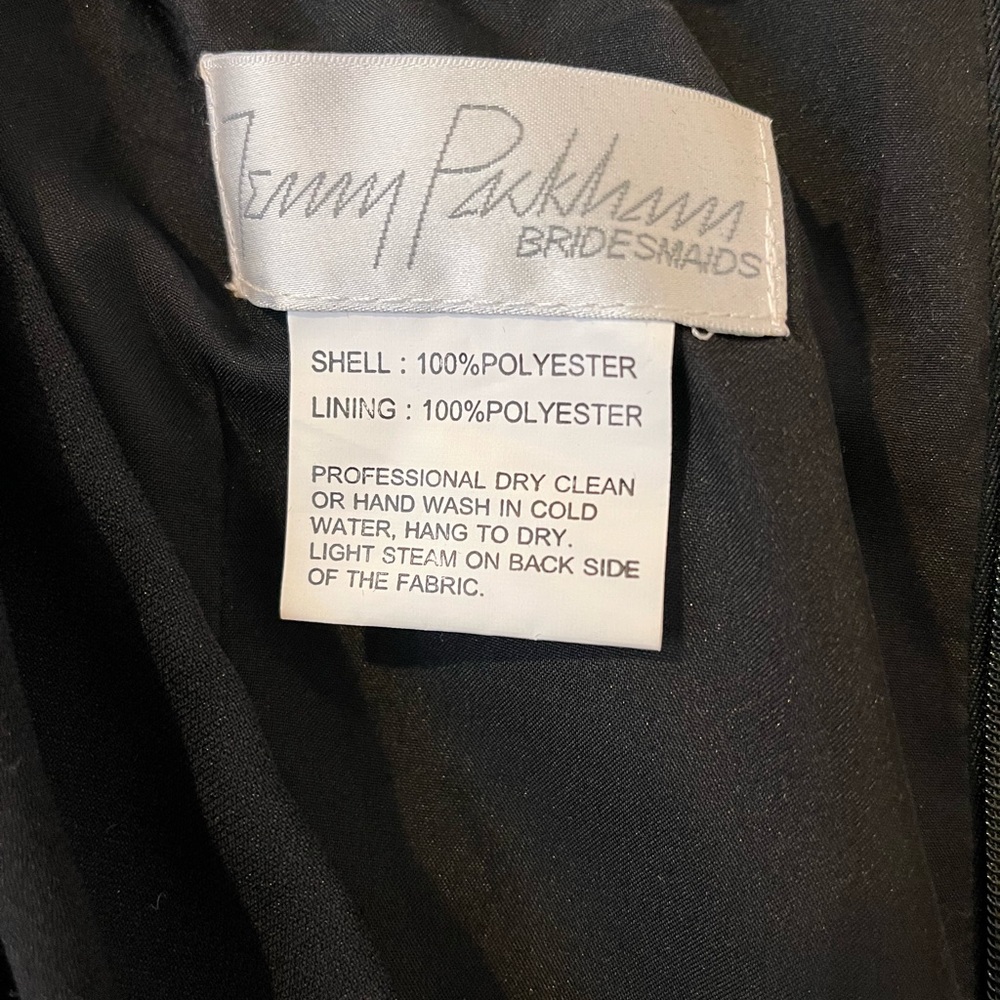 Jenny Packham
BRIDESMAIDS
SHELL : 100%POLYESTER
LINING : 100%POLYESTER
PROFESSIONAL DRY CLEAN
OR HAND WASH IN COLD
WATER, HANG TO DRY.
LIGHT STEAM ON BACK SIDE
OF THE FABRIC.